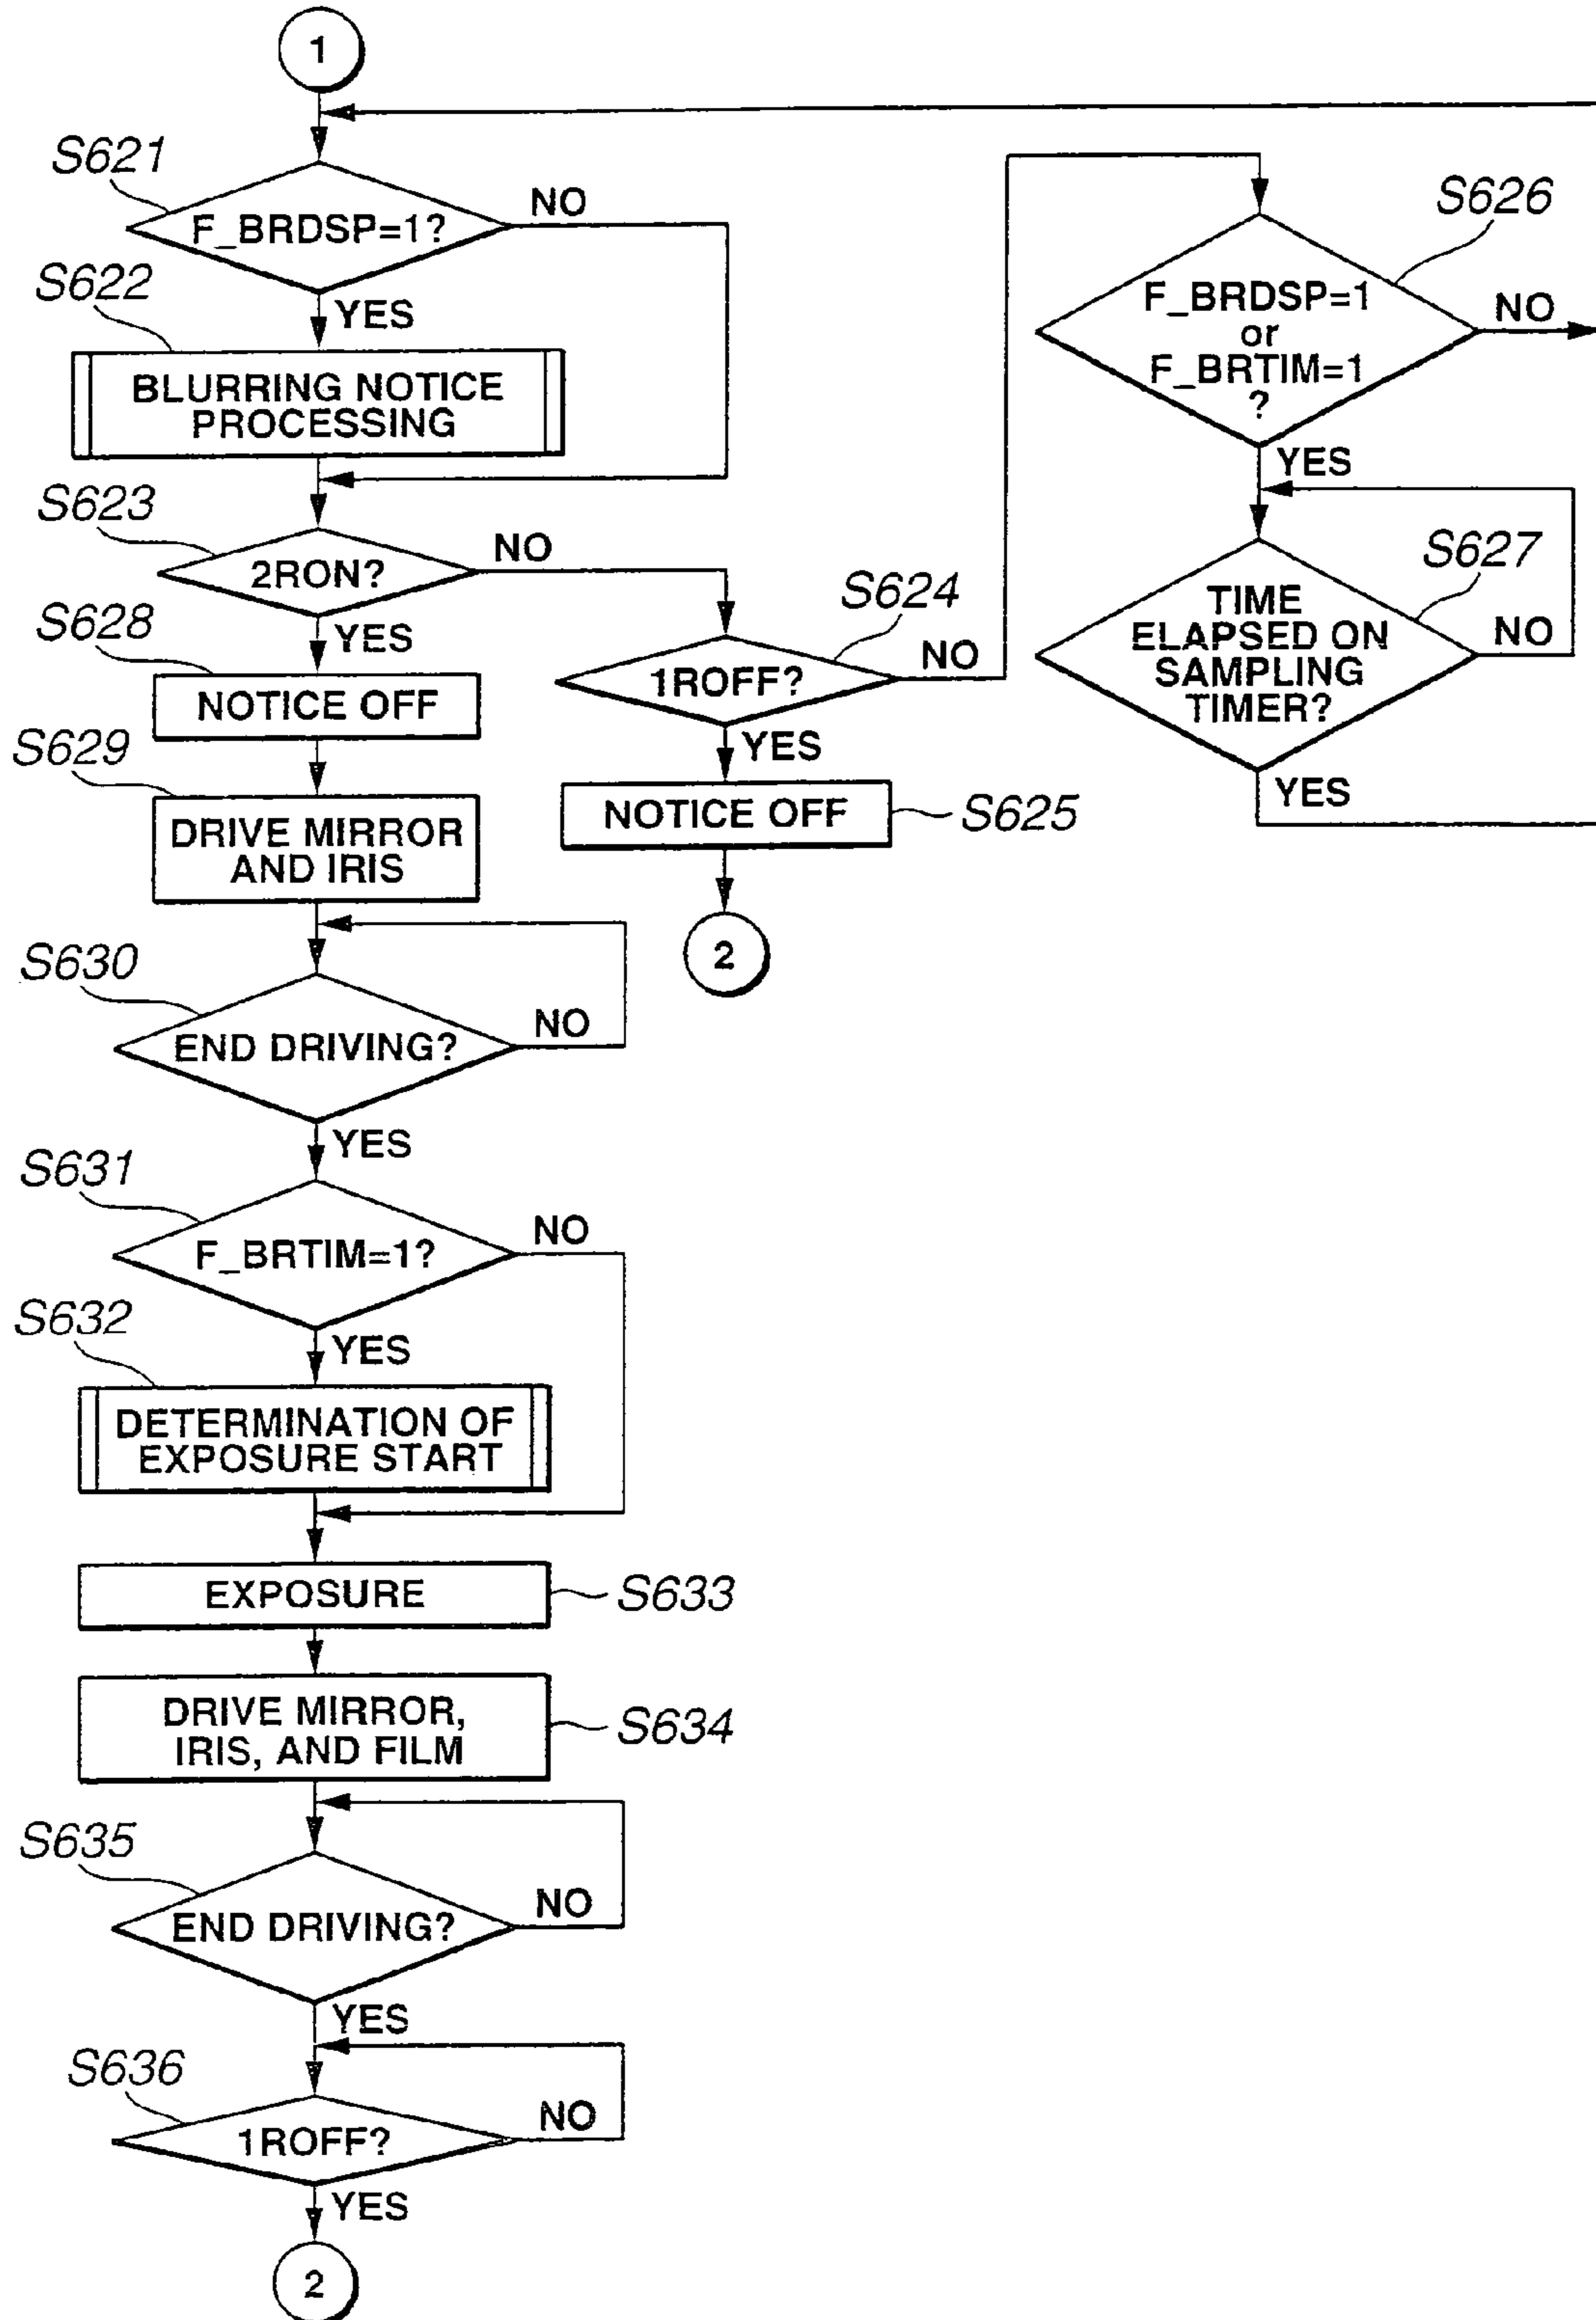 1
S621
F_BRDSP=1?
NO
YES
S622
BLURRING NOTICE
PROCESSING
S623
2RON?
NO
YES
S624
1ROFF?
NO
YES
NOTICE OFF
S625
2
S626
F_BRDSP=1
or
F_BRTIM=1
?
NO
YES
S627
TIME
ELAPSED ON
SAMPLING
TIMER?
NO
YES
S628
NOTICE OFF
S629
DRIVE MIRROR
AND IRIS
S630
END DRIVING?
NO
YES
S631
F_BRTIM=1?
NO
YES
S632
DETERMINATION OF
EXPOSURE START
EXPOSURE
S633
DRIVE MIRROR,
IRIS, AND FILM
S634
S635
END DRIVING?
NO
YES
S636
1ROFF?
NO
YES
2